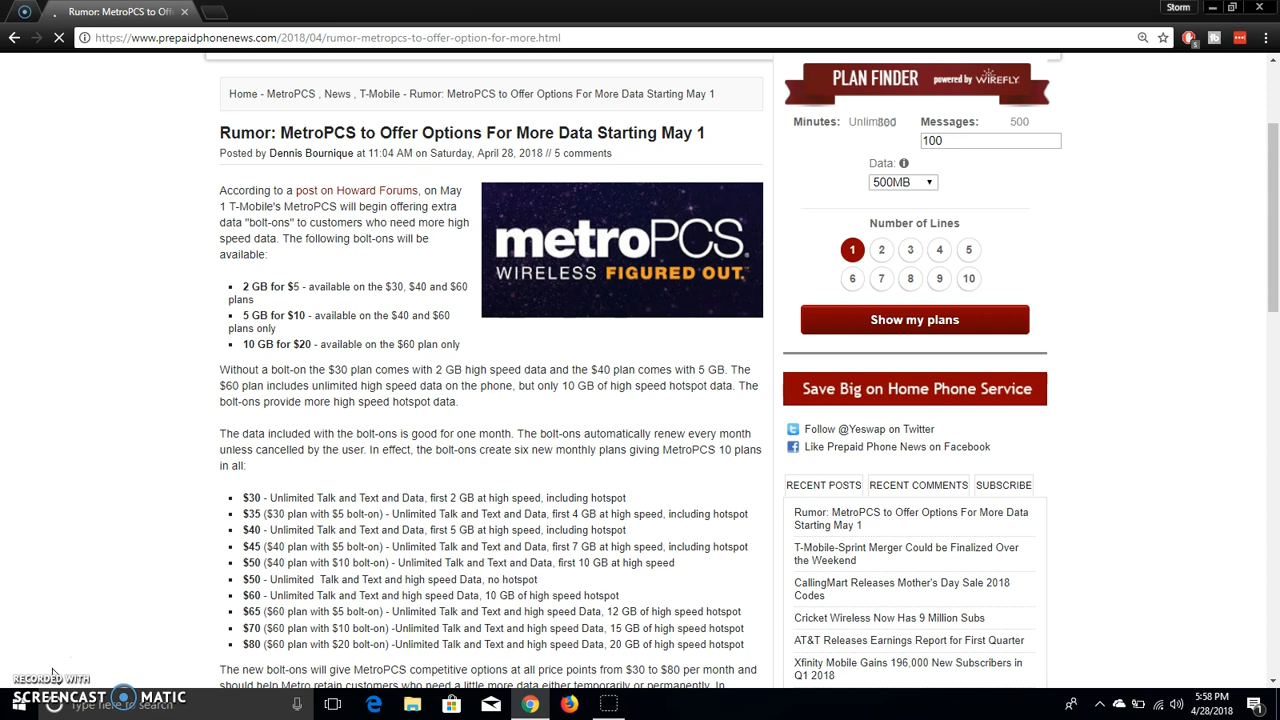 Rumor: MetroPCS to Off
Storm
https://www.prepaidphonenews.com/2018/04/rumor-metropcs-to-offer-option-for-more.html
Home - MetroPCS , News , T-Mobile - Rumor: MetroPCS to Offer Options For More Data Starting May 1
Rumor: MetroPCS to Offer Options For More Data Starting May 1
Posted by Dennis Bournique at 11:04 AM on Saturday, April 28, 2018 // 5 comments
According to a post on Howard Forums, on May
1 T-Mobile's MetroPCS will begin offering extra
data "bolt-ons" to customers who need more high
speed data. The following bolt-ons will be
available:
metroPCS.
WIRELESS FIGURED OUT.
2 GB for $5 - available on the $30, $40 and $60
plans
5 GB for $10 - available on the $40 and $60
plans only
10 GB for $20 - available on the $60 plan only
Without a bolt-on the $30 plan comes with 2 GB high speed data and the $40 plan comes with 5 GB. The
$60 plan includes unlimited high speed data on the phone, but only 10 GB of high speed hotspot data. The
bolt-ons provide more high speed hotspot data.
The data included with the bolt-ons is good for one month. The bolt-ons automatically renew every month
unless cancelled by the user. In effect, the bolt-ons create six new monthly plans giving MetroPCS 10 plans
in all:
$30 - Unlimited Talk and Text and Data, first 2 GB at high speed, including hotspot
$35 ($30 plan with $5 bolt-on) - Unlimited Talk and Text and Data, first 4 GB at high speed, including hotspot
$40 - Unlimited Talk and Text and Data, first 5 GB at high speed, including hotspot
$45 ($40 plan with $5 bolt-on) - Unlimited Talk and Text and Data, first 7 GB at high speed, including hotspot
$50 ($40 plan with $10 bolt-on) - Unlimited Talk and Text and Data, first 10 GB at high speed
$50 - Unlimited Talk and Text and high speed Data, no hotspot
$60 - Unlimited Talk and Text and high speed Data, 10 GB of high speed hotspot
$65 ($60 plan with $5 bolt-on) - Unlimited Talk and Text and high speed Data, 12 GB of high speed hotspot
$70 ($60 plan with $10 bolt-on) -Unlimited Talk and Text and high speed Data, 15 GB of high speed hotspot
$80 ($60 plan with $20 bolt-on) -Unlimited Talk and Text and high speed Data, 20 GB of high speed hotspot
The new bolt-ons will give MetroPCS competitive options at all price points from $30 to $80 per month and
should help Metro retain customers who need a little more data either temporarily or permanently. In
PLAN FINDER powered by WIREFLY
Minutes: Messages: 500
100
Data:
500MB
Number of Lines
1 2 3 4 5
6 7 8 9 10
Show my plans
Save Big on Home Phone Service
Follow @Yeswap on Twitter
Like Prepaid Phone News on Facebook
RECENT POSTS RECENT COMMENTS SUBSCRIBE
Rumor: MetroPCS to Offer Options For More Data
Starting May 1
T-Mobile-Sprint Merger Could be Finalized Over
the Weekend
CallingMart Releases Mother's Day Sale 2018
Codes
Cricket Wireless Now Has 9 Million Subs
AT&T Releases Earnings Report for First Quarter
Xfinity Mobile Gains 196,000 New Subscribers in
Q1 2018
RECORDED WITH
SCREENCAST MATIC
Type here to search
5:58 PM
4/28/2018